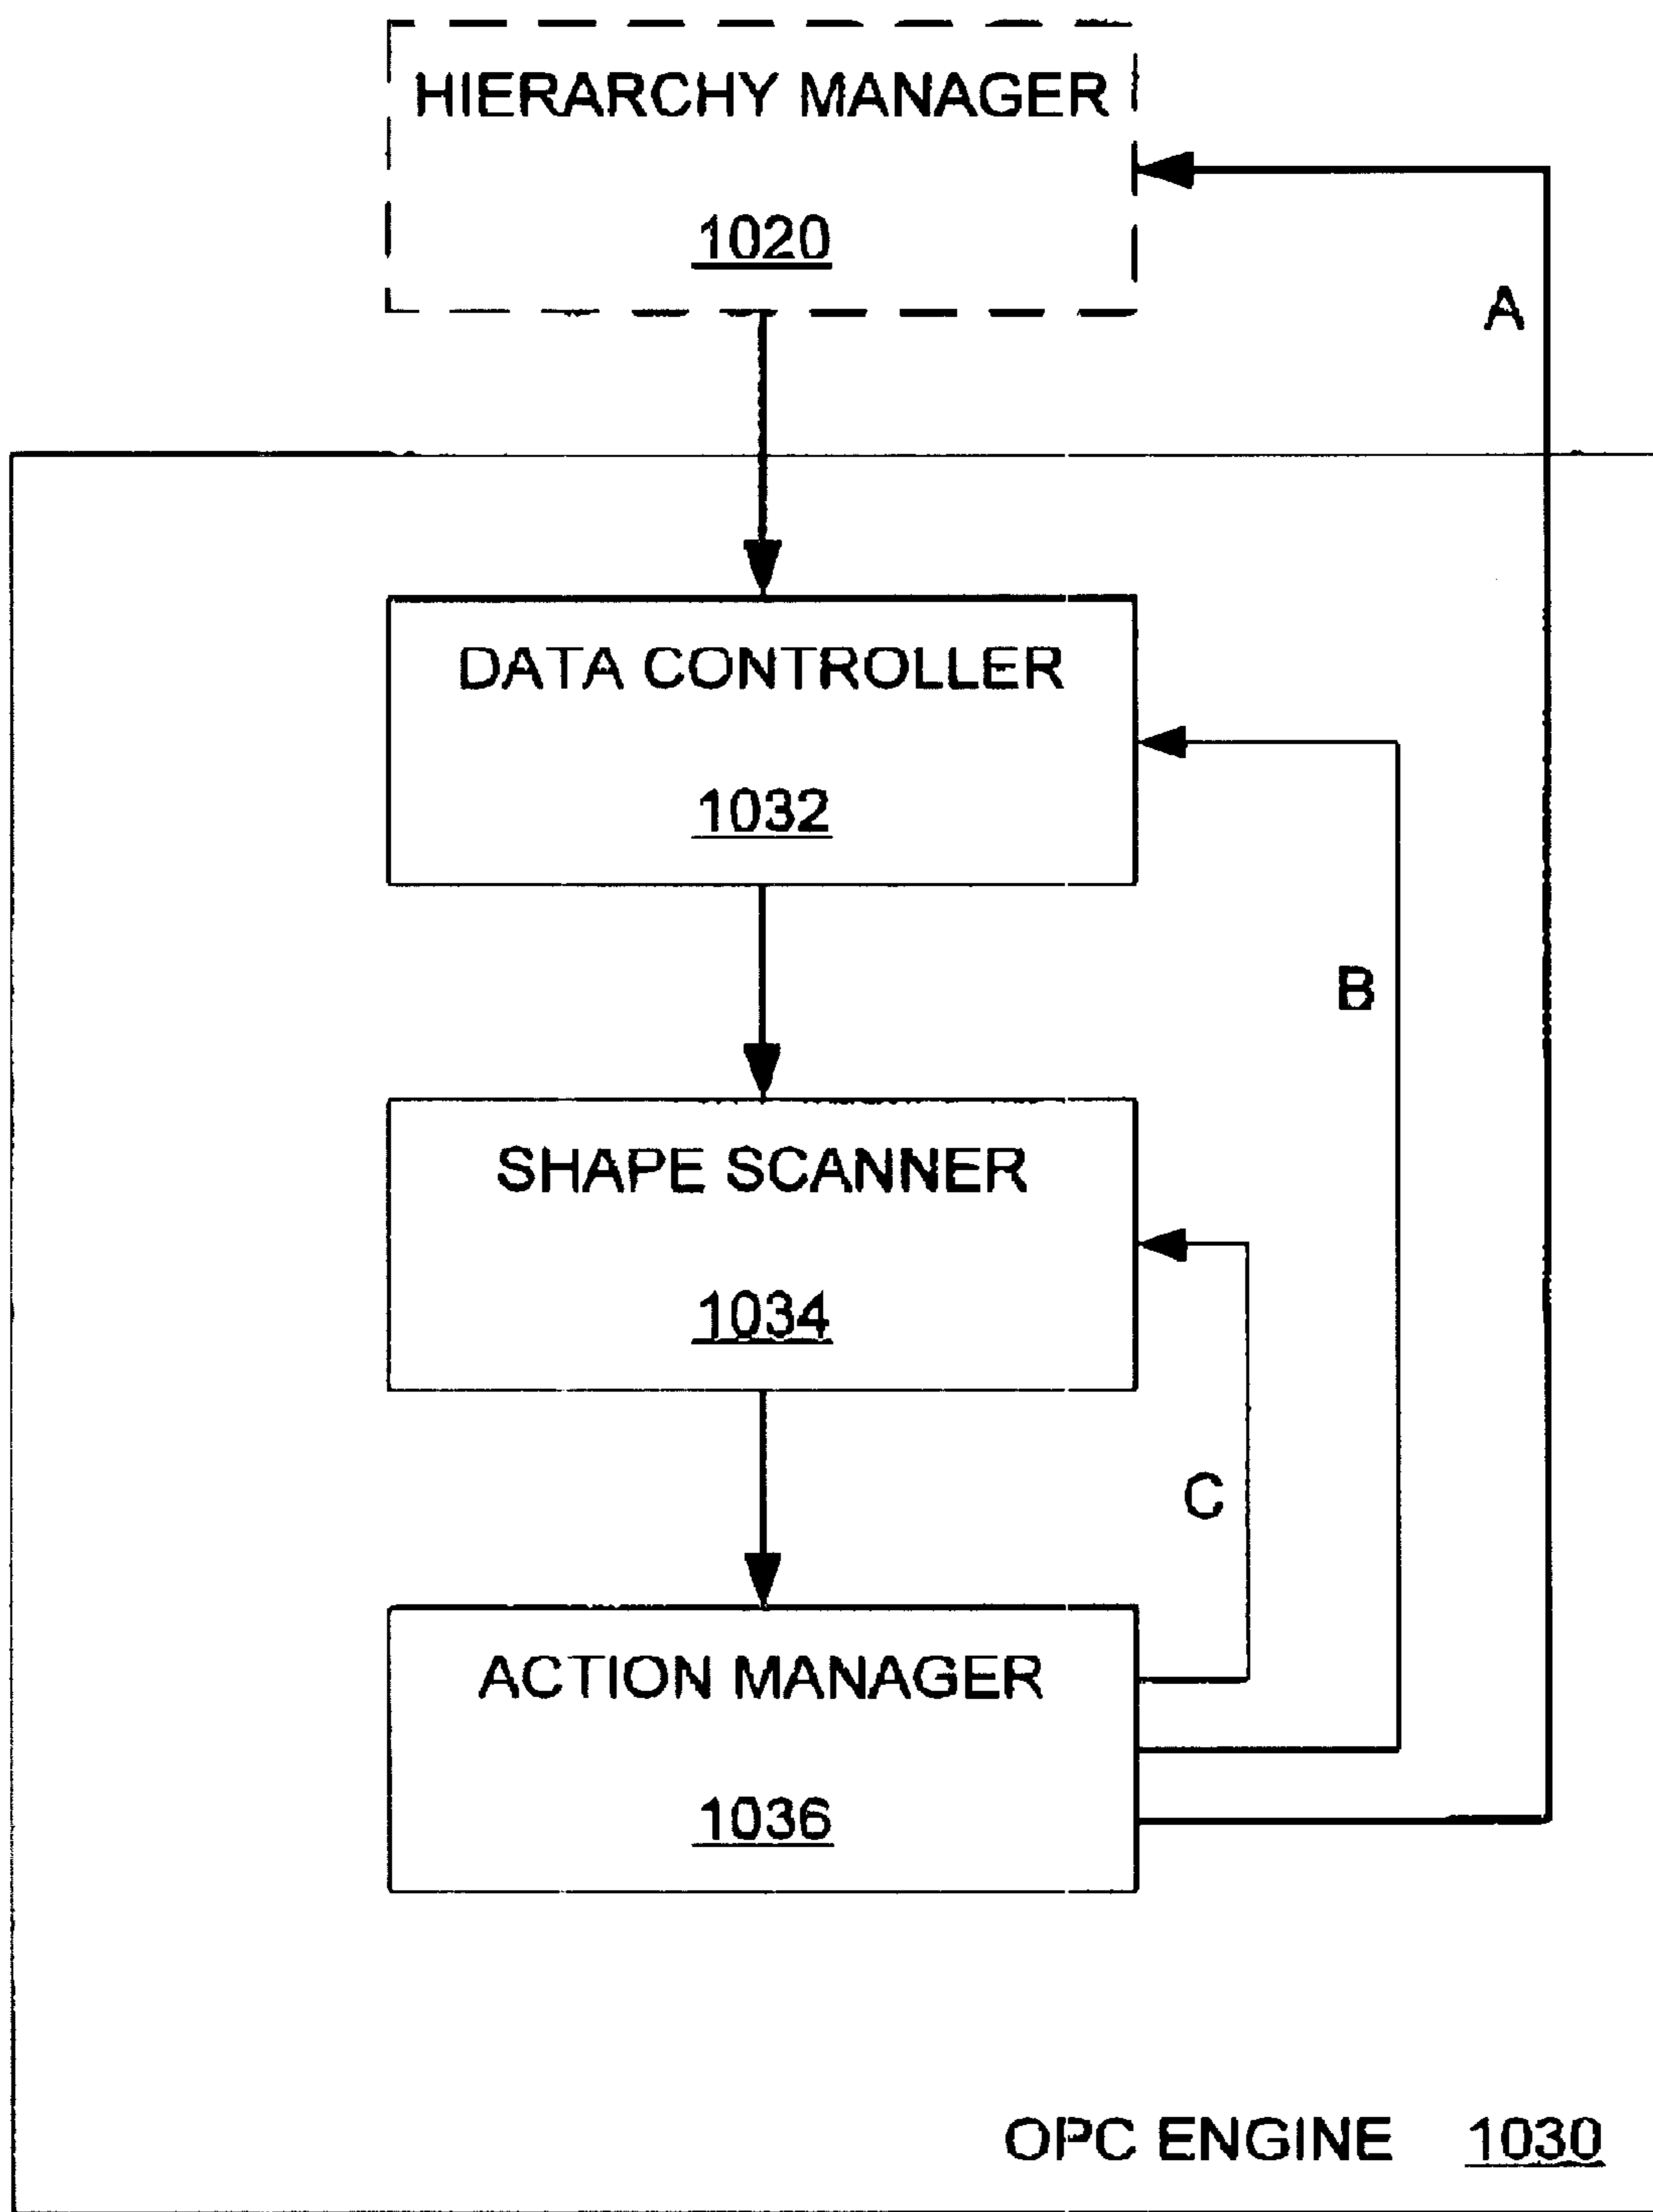 HIERARCHY MANAGER
1020
A
DATA CONTROLLER
1032
B
SHAPE SCANNER
1034
C
ACTION MANAGER
1036
OPC ENGINE 1030